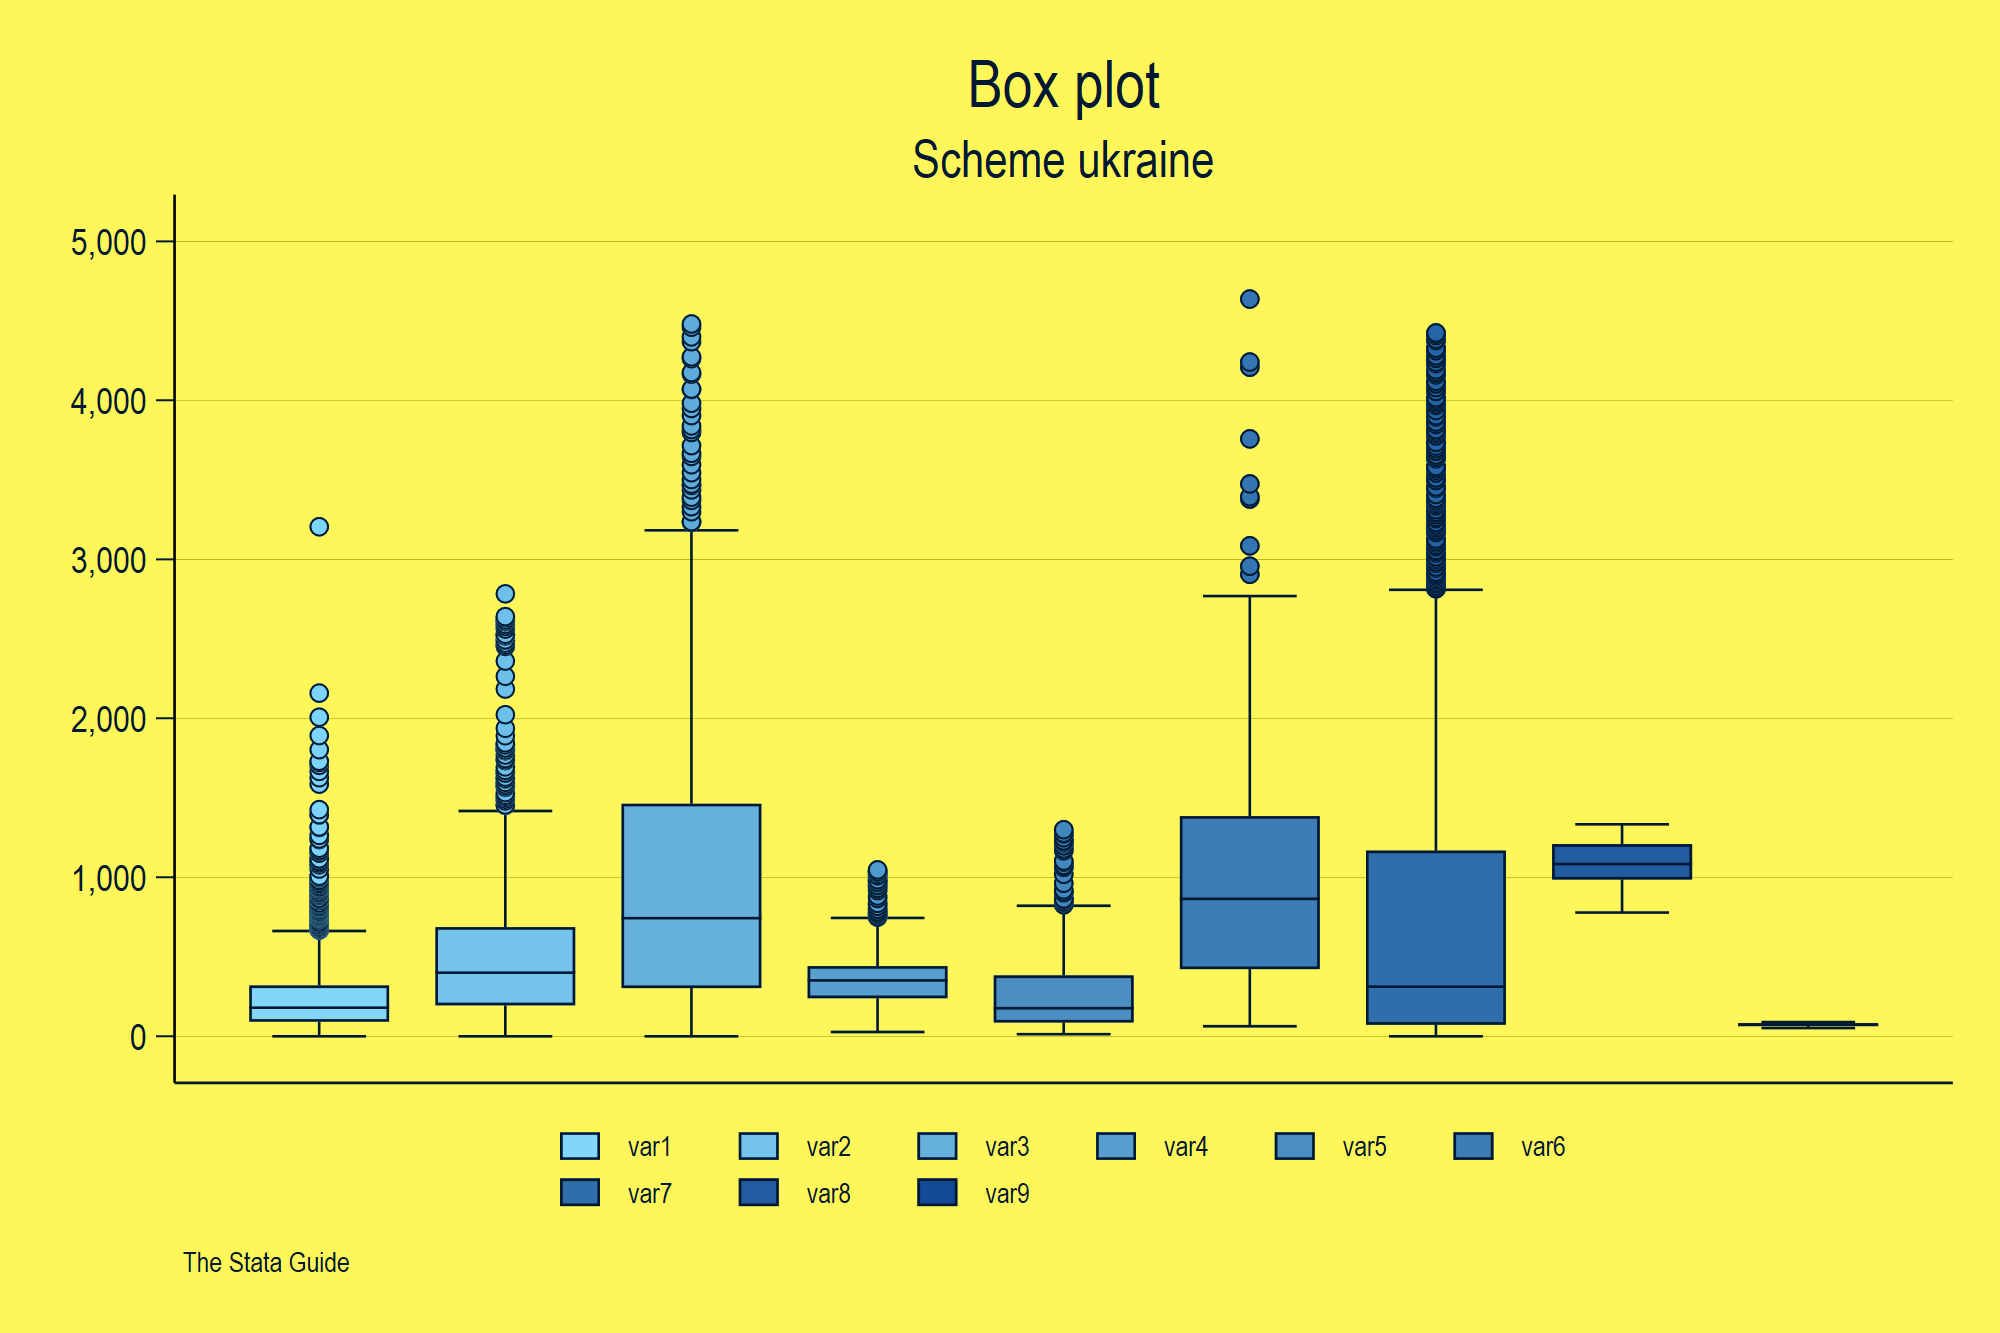 Box plot
Scheme ukraine
5,000
4,000
3,000
2,000
1,000
0
var1 var2 var3 var4 var5 var6
var7 var8 var9
The Stata Guide